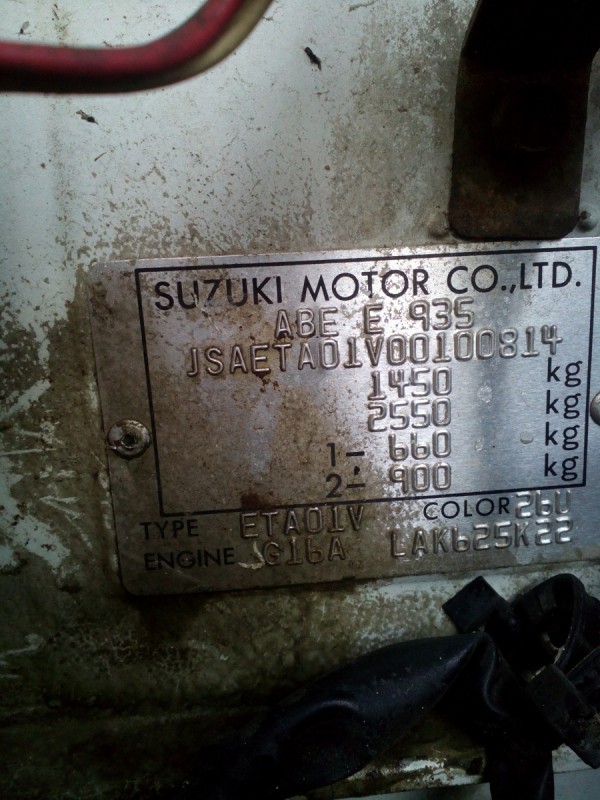 SUZUKI MOTOR CO.,LTD.
ABE E 935
JSAETA01V00100814
1450 kg
2550 kg
1- 660 kg
2- 900 kg
TYPE ETA01V COLOR 26U
ENGINE G16A LAK625K22